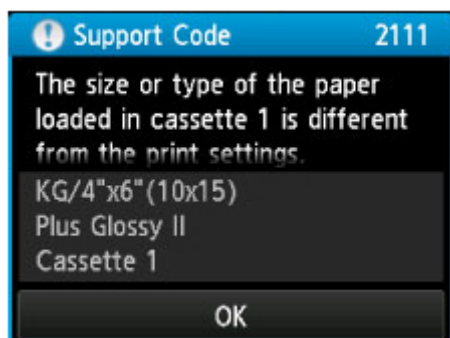 Support Code 2111
The size or type of the paper
loaded in cassette 1 is different
from the print settings.
KG/4"x6"(10x15)
Plus Glossy II
Cassette 1
OK